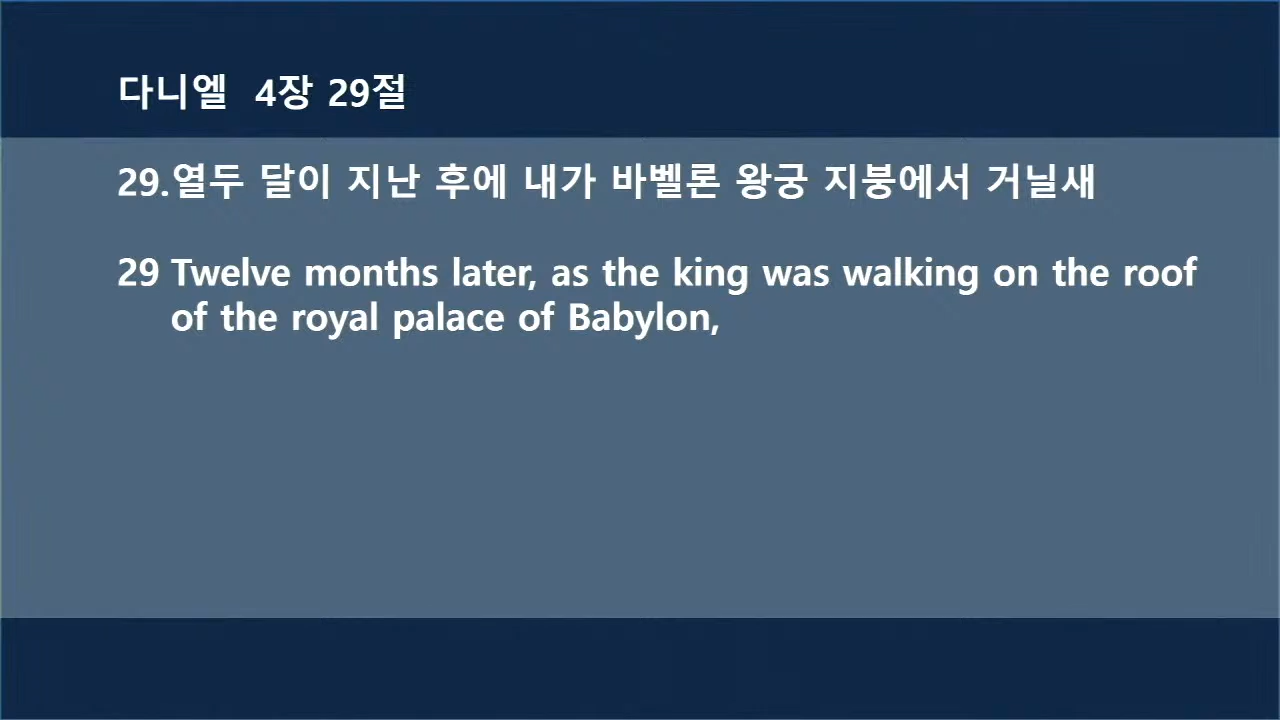 다니엘  4장 29절
29.열두 달이 지난 후에 내가 바벨론 왕궁 지붕에서 거닐새
29 Twelve months later, as the king was walking on the roof
of the royal palace of Babylon,